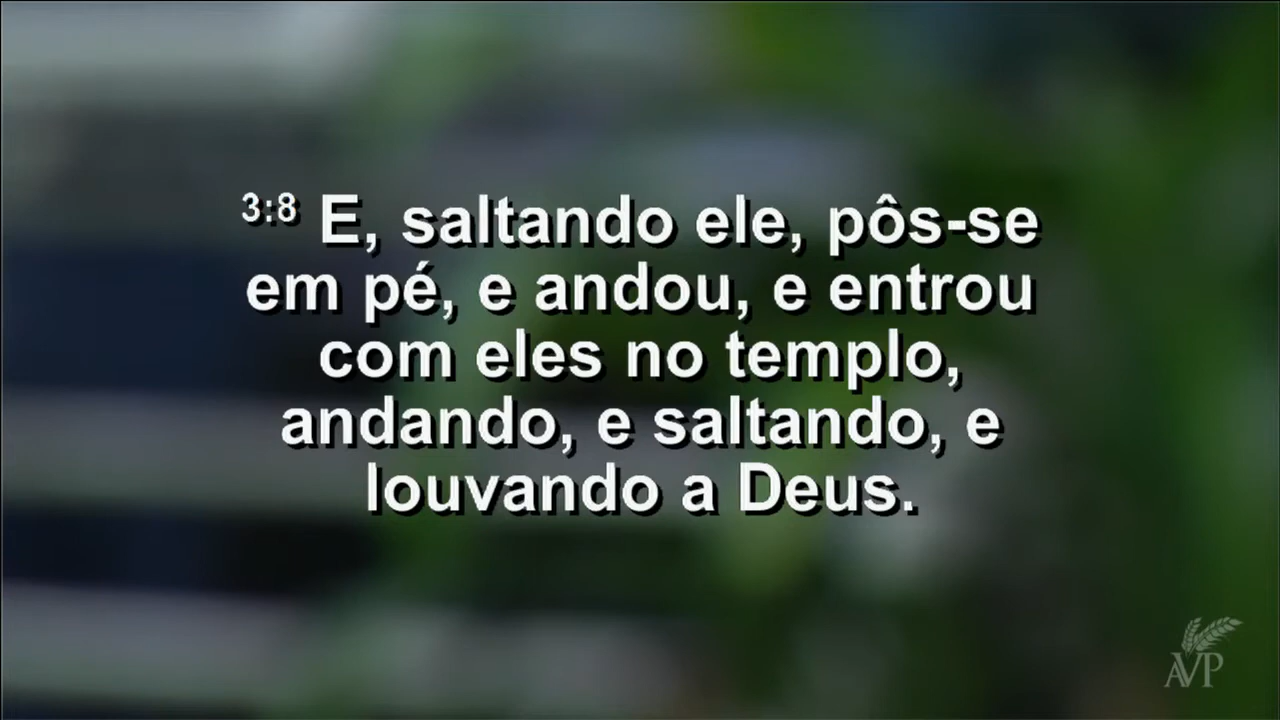 3:8 E, saltando ele, pôs-se
em pé, e andou, e entrou
com eles no templo,
andando, e saltando, e
louvando a Deus.
AVP